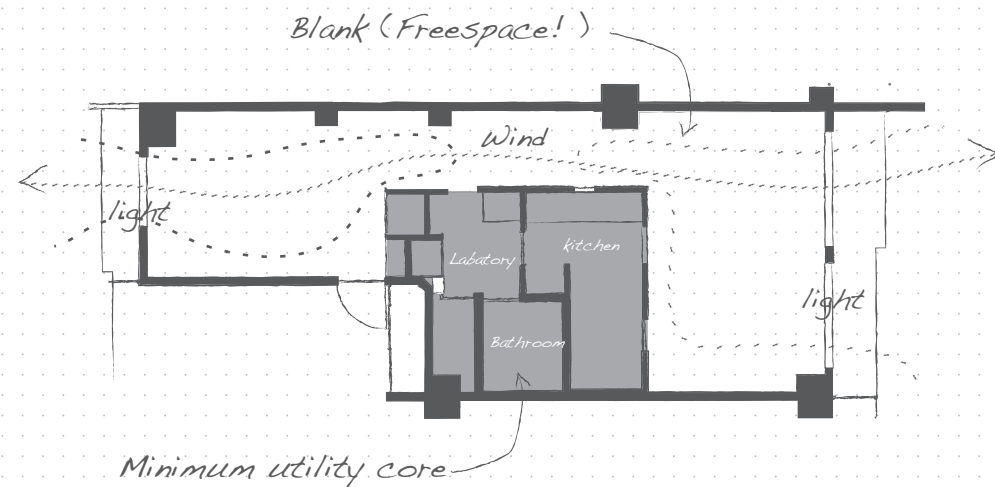 Blank (Freespace! )
Wind
light
Labatory
kitchen
light
Bathroom
Minimum utility core